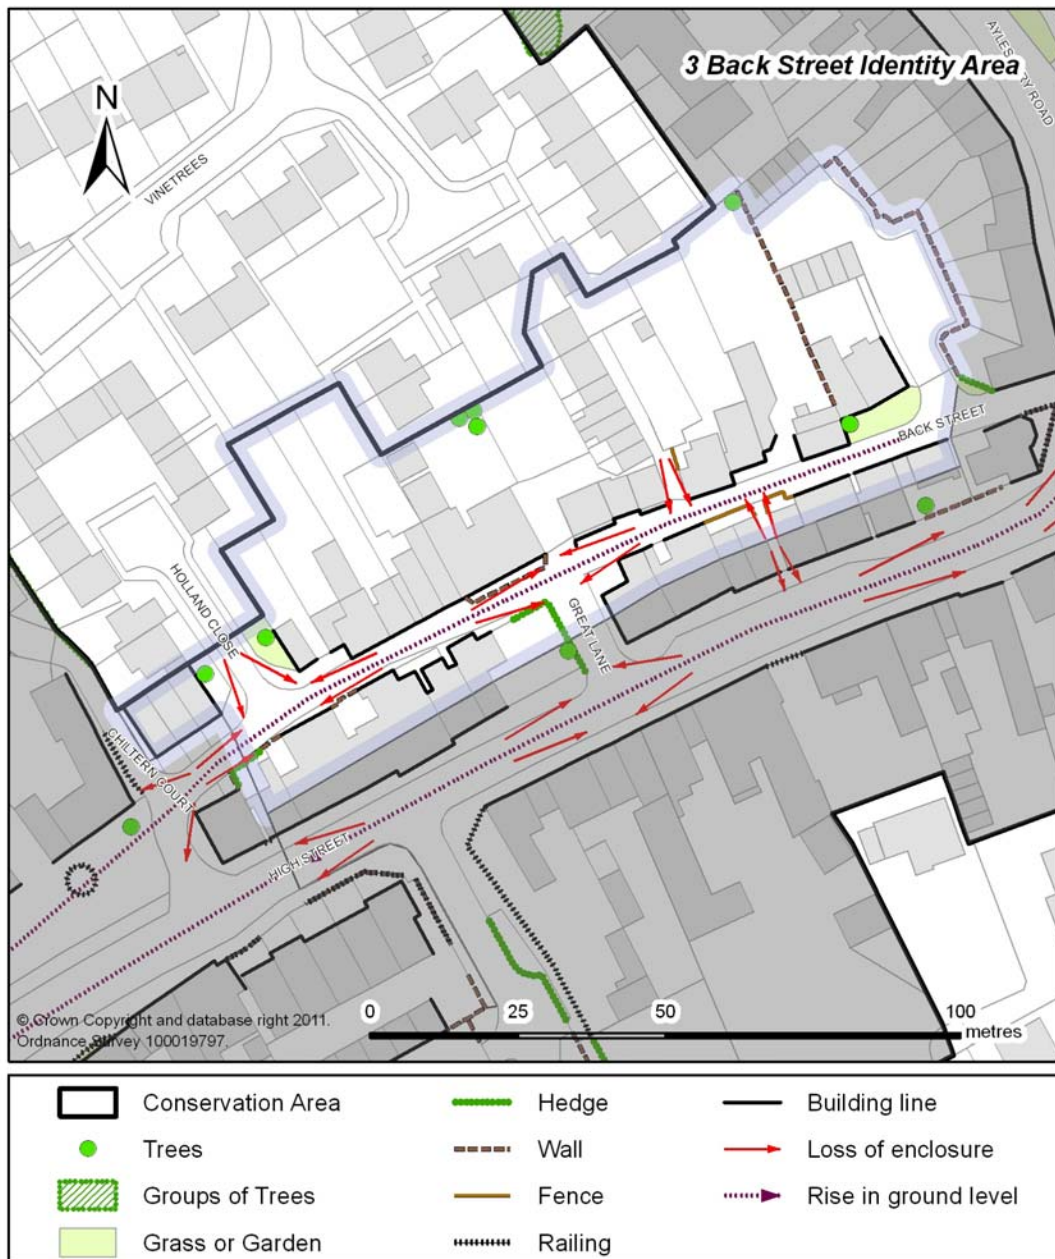 3 Back Street Identity Area
AYLESBURY ROAD
N
VINETREES
BACK STREET
HOLLAND CLOSE
GREAT LANE
CHILTERN COURT
HIGH STREET
© Crown Copyright and database right 2011.
Ordnance Survey 100019797.
0 25 50 100
metres
Conservation Area
Trees
Groups of Trees
Grass or Garden
Hedge
Wall
Fence
Railing
Building line
Loss of enclosure
Rise in ground level